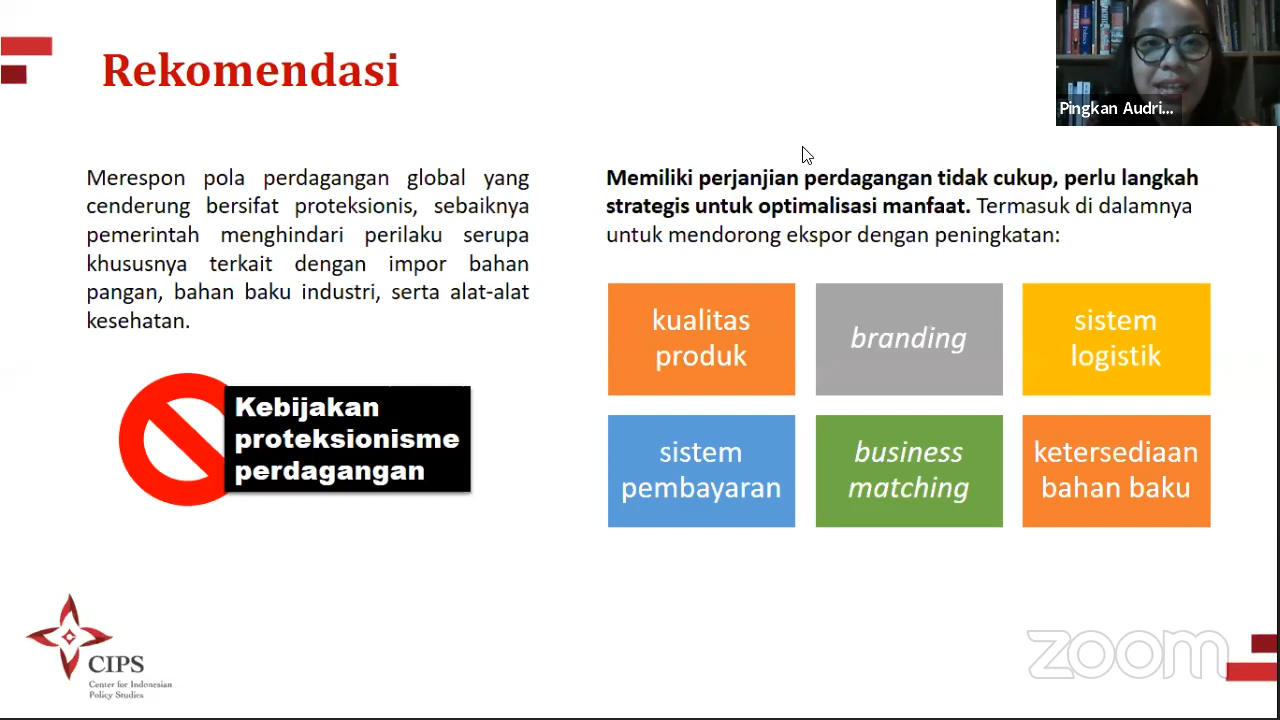 Rekomendasi
Pingkan Audri...
Merespon pola perdagangan global yang
cenderung bersifat proteksionis, sebaiknya
pemerintah menghindari perilaku serupa
khususnya terkait dengan impor bahan
pangan, bahan baku industri, serta alat-alat
kesehatan.
Kebijakan
proteksionisme
perdagangan
Memiliki perjanjian perdagangan tidak cukup, perlu langkah
strategis untuk optimalisasi manfaat. Termasuk di dalamnya
untuk mendorong ekspor dengan peningkatan:
kualitas
produk
branding
sistem
logistik
sistem
pembayaran
business
matching
ketersediaan
bahan baku
CIPS
Center for Indonesian
Policy Studies
zoom